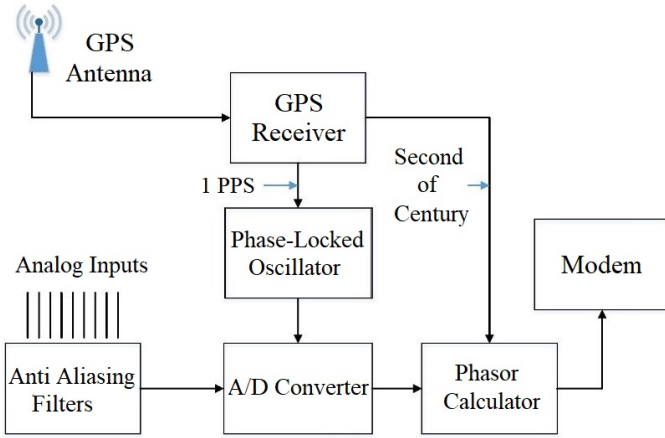 GPS
Antenna
GPS
Receiver
1 PPS
Second
of
Century
Phase-Locked
Oscillator
Modem
Analog Inputs
Anti Aliasing
Filters
A/D Converter
Phasor
Calculator